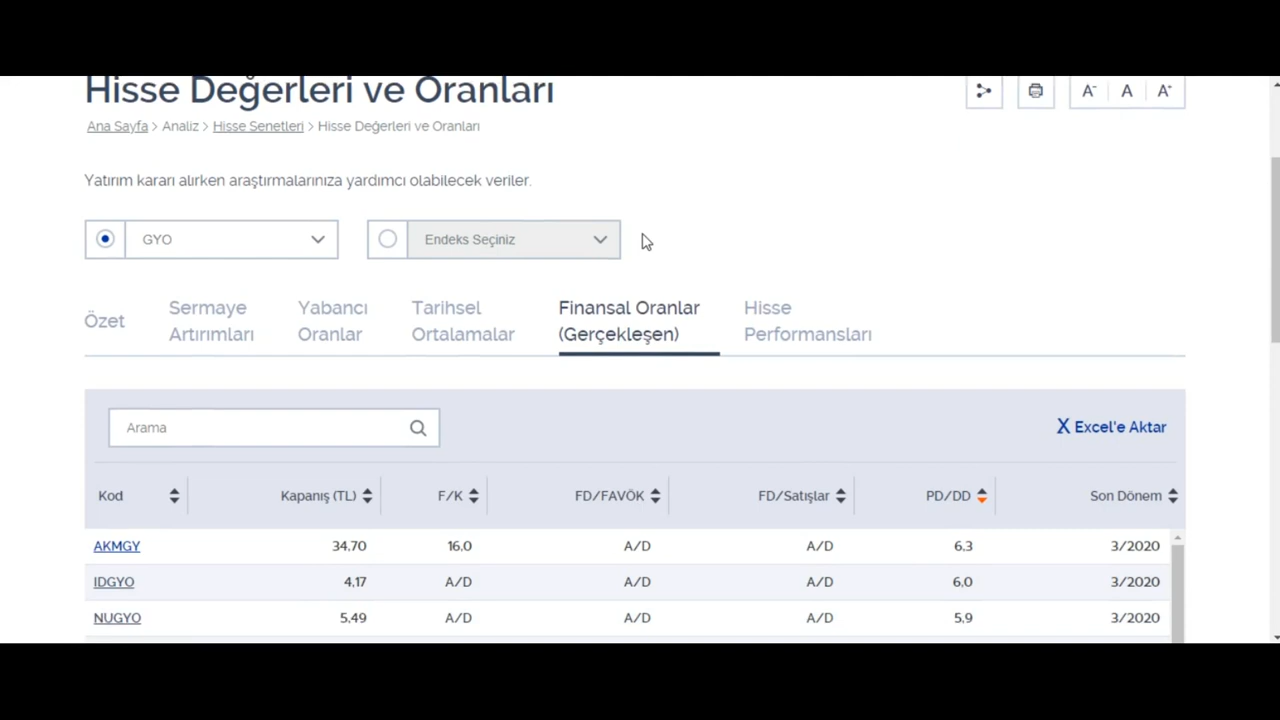 Hisse Değerleri ve Oranları
A- A A+
Ana Sayfa > Analiz > Hisse Senetleri > Hisse Değerleri ve Oranları
Yatırım kararı alırken araştırmalarınıza yardımcı olabilecek veriler.
GYO Endeks Seçiniz
Özet Sermaye Artırımları Yabancı Oranlar Tarihsel Ortalamalar Finansal Oranlar (Gerçekleşen) Hisse Performansları
Arama X Excel'e Aktar
Kod Kapanış (TL) F/K FD/FAVÖK FD/Satışlar PD/DD Son Dönem
AKMGY 34.70 16.0 A/D A/D 6.3 3/2020
IDGYO 4.17 A/D A/D A/D 6.0 3/2020
NUGYO 5.49 A/D A/D A/D 5.9 3/2020